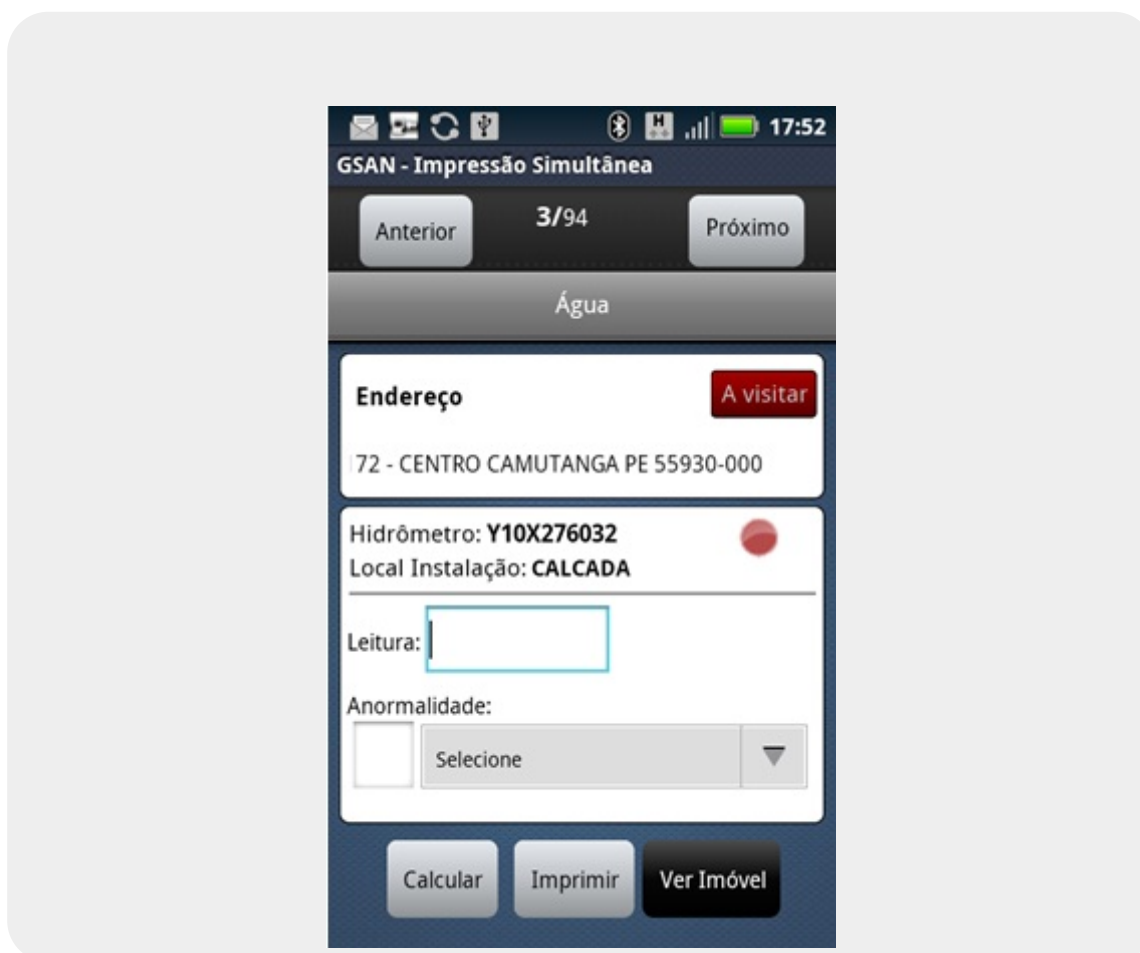 17:52
GSAN - Impressão Simultânea
Anterior 3/94 Próximo
Água
Endereço A visitar
72 - CENTRO CAMUTANGA PE 55930-000
Hidrômetro: Y10X276032
Local Instalação: CALCADA
Leitura:
Anormalidade:
Selecione
Calcular Imprimir Ver Imóvel